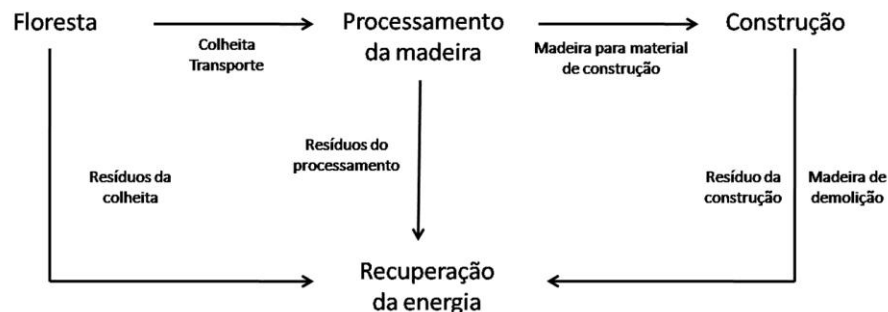 Floresta
Colheita
Transporte
Processamento
da madeira
Madeira para material
de construção
Construção
Resíduos da
colheita
Resíduos do
processamento
Resíduo da
construção
Madeira de
demolição
Recuperação
da energia